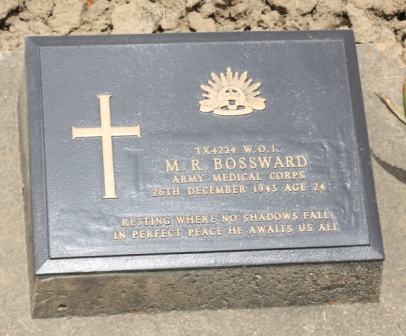 TX4224 W.O.1.
M. R. BOSSWARD
ARMY MEDICAL CORPS
26TH DECEMBER 1943 AGE 24
RESTING WHERE NO SHADOWS FALL
IN PERFECT PEACE HE AWAITS US ALL